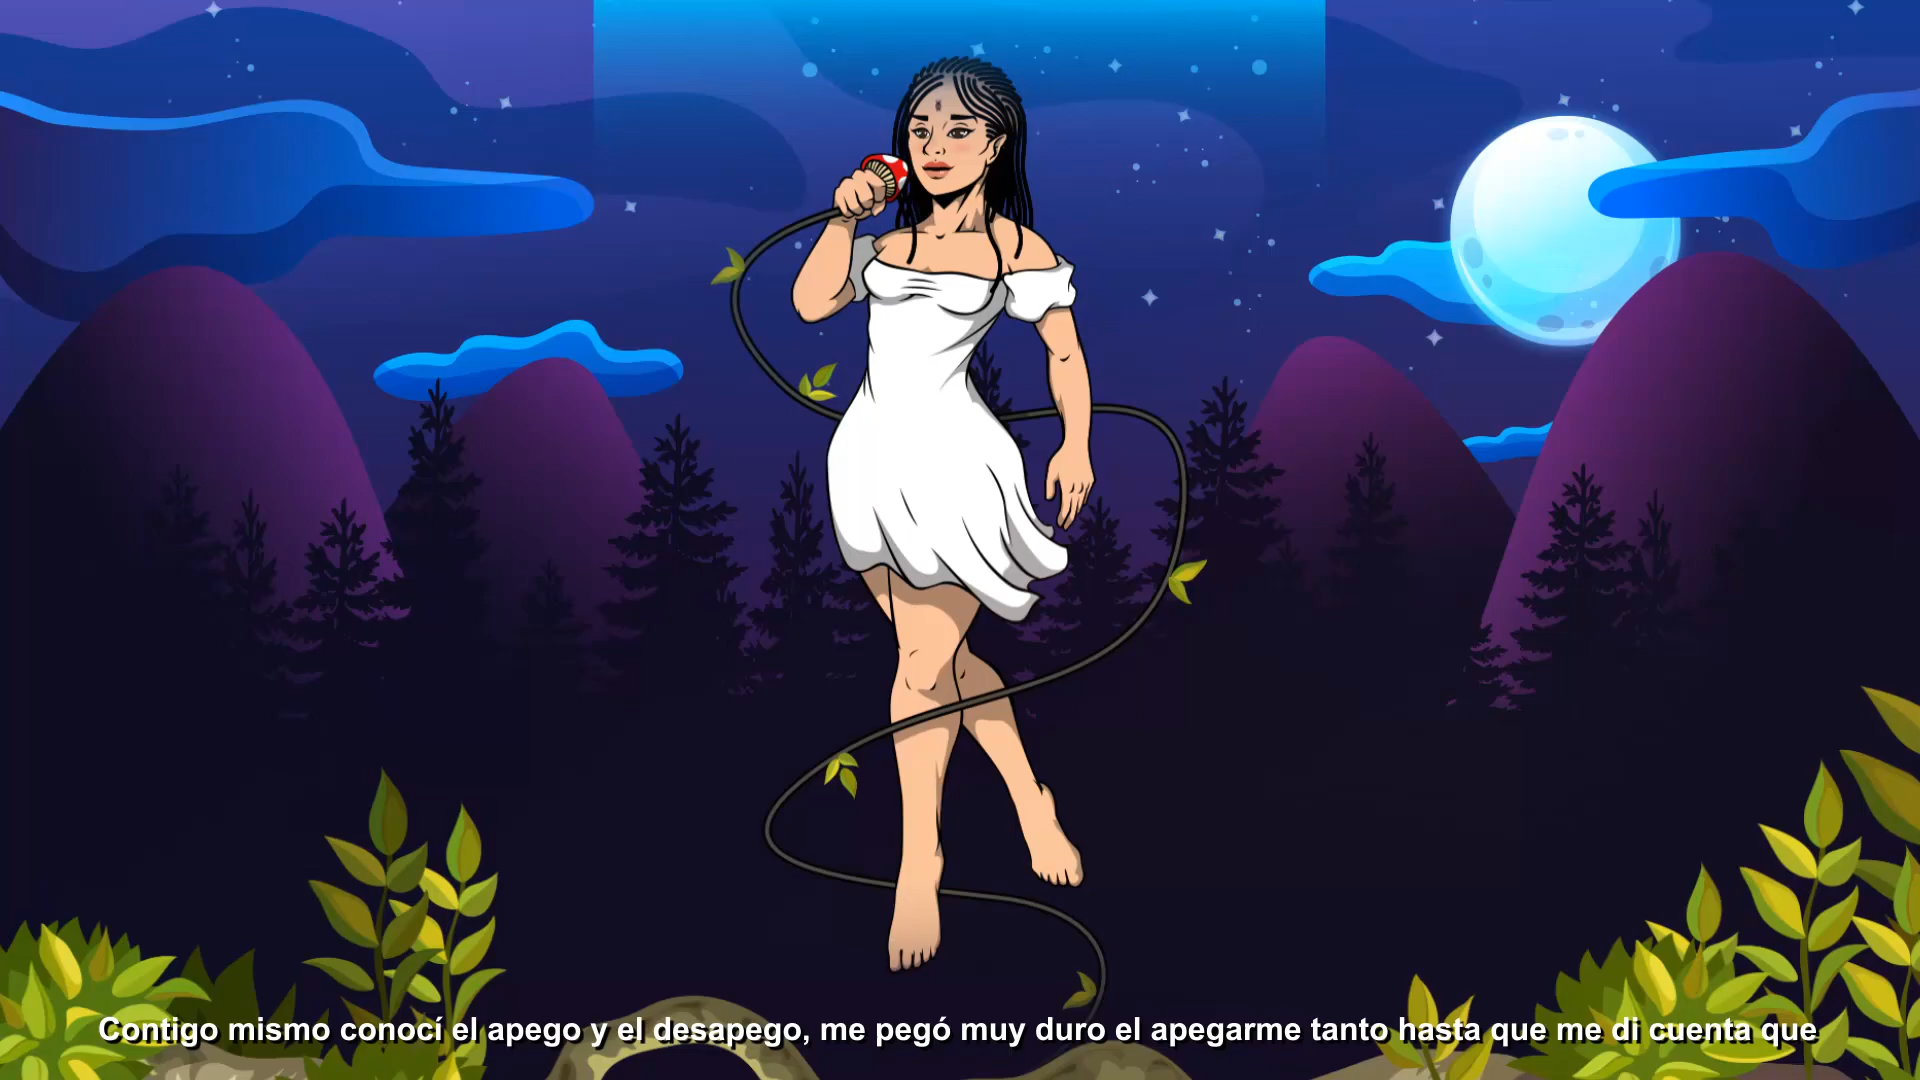 Contigo mismo conocí el apego y el desapego, me pegó muy duro el apegarme tanto hasta que me di cuenta que